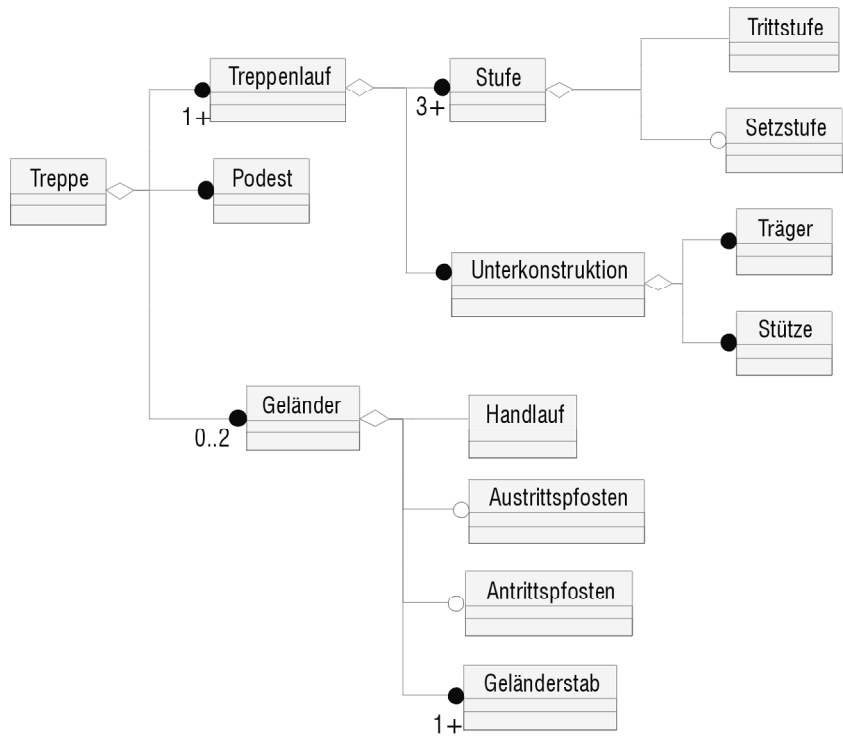 Treppe
Treppenlauf
1+
Podest
Geländer
0..2
Stufe
3+
Unterkonstruktion
Trittstufe
Setzstufe
Träger
Stütze
Handlauf
Austrittspfosten
Antrittspfosten
Geländerstab
1+